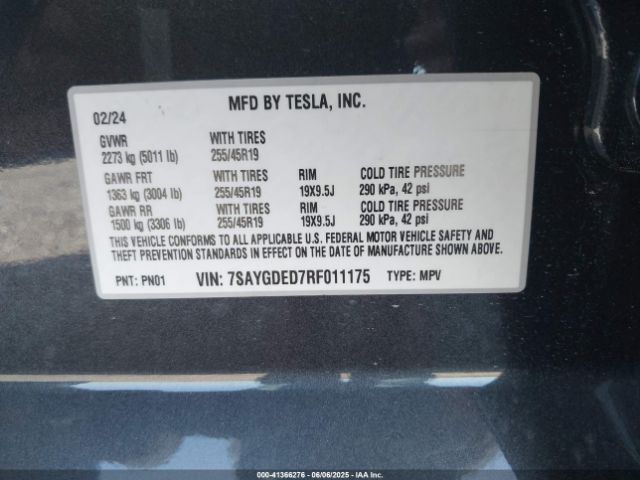 MFD BY TESLA, INC.
02/24
GVWR WITH TIRES
2273 kg (5011 lb) 255/45R19
GAWR FRT WITH TIRES RIM COLD TIRE PRESSURE
1363 kg (3004 lb) 255/45R19 19X9.5J 290 kPa, 42 psi
GAWR RR WITH TIRES RIM COLD TIRE PRESSURE
1500 kg (3306 lb) 255/45R19 19X9.5J 290 kPa, 42 psi
THIS VEHICLE CONFORMS TO ALL APPLICABLE U.S. FEDERAL MOTOR VEHICLE SAFETY AND
THEFT PREVENTION STANDARDS IN EFFECT ON THE DATE OF MANUFACTURE SHOWN ABOVE.
PNT: PN01 VIN: 7SAYGDED7RF011175 TYPE: MPV
000-41366276 - 06/06/2025 - IAA Inc.